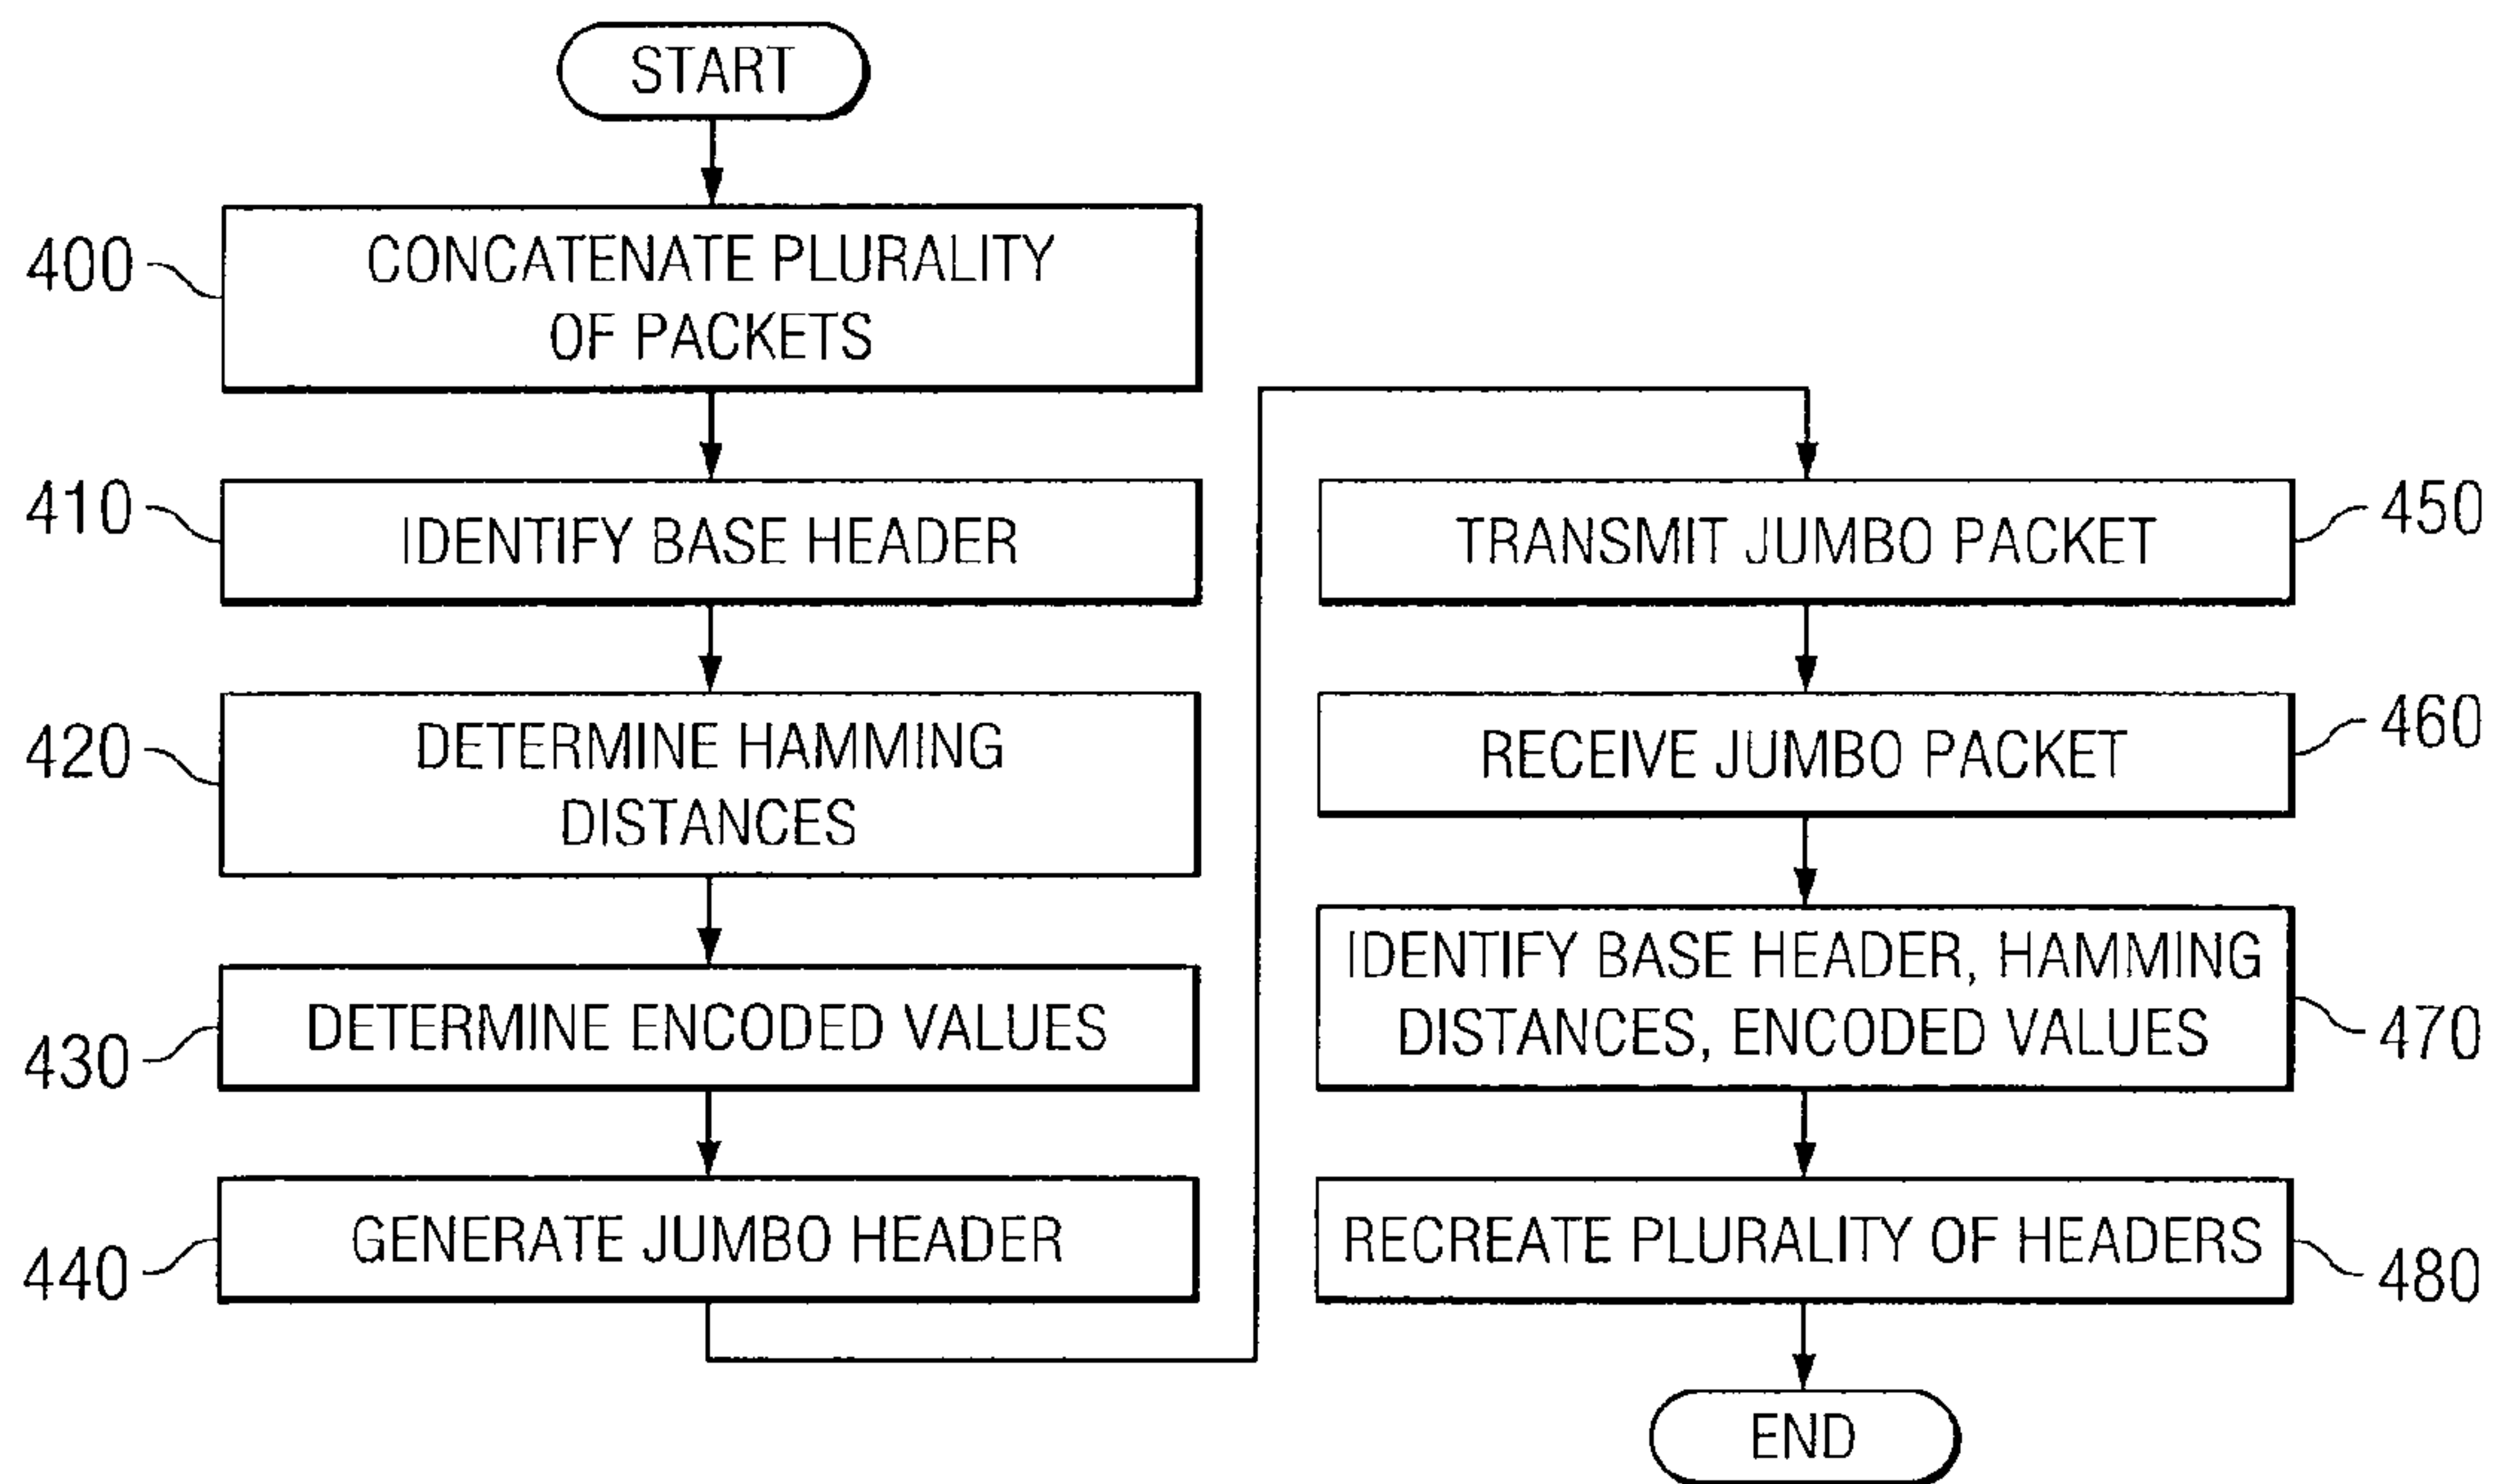 START
400
CONCATENATE PLURALITY
OF PACKETS
410
IDENTIFY BASE HEADER
420
DETERMINE HAMMING
DISTANCES
430
DETERMINE ENCODED VALUES
440
GENERATE JUMBO HEADER
TRANSMIT JUMBO PACKET
450
RECEIVE JUMBO PACKET
460
IDENTIFY BASE HEADER, HAMMING
DISTANCES, ENCODED VALUES
470
RECREATE PLURALITY OF HEADERS
480
END